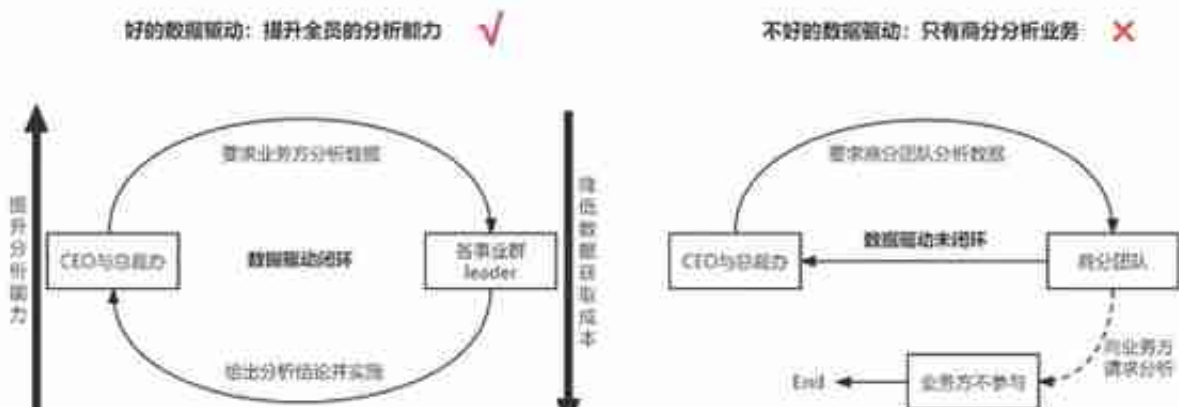 好的数据驱动：提升全员的分析能力 √
不好的数据驱动：只有商分分析业务 ×
要求业务方分析数据
提升分析能力
CEO与总裁办
数据驱动闭环
各事业群
leader
降低数据获取成本
给出分析结论并实施
要求商分团队分析数据
CEO与总裁办
数据驱动未闭环
商分团队
向业务方
请求分析
业务方不参与
End